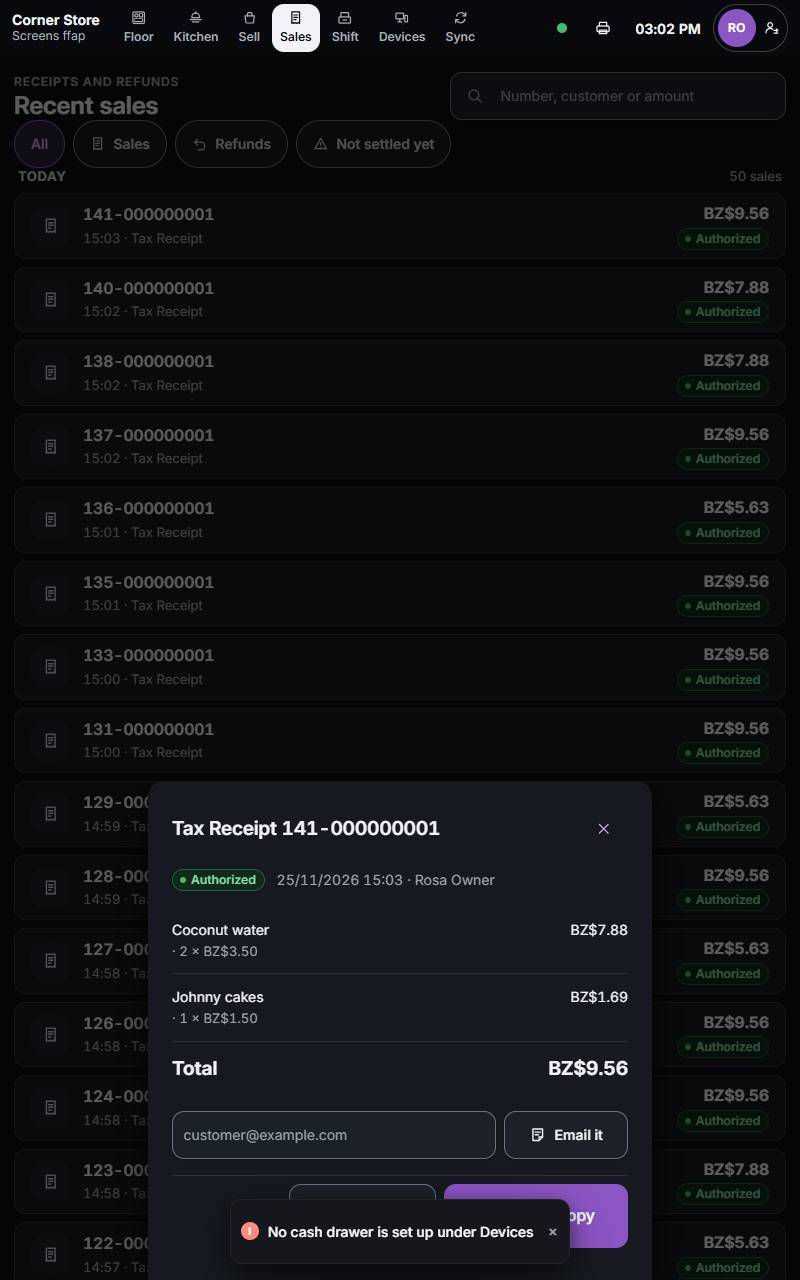 Corner Store
Screens ffap
Floor
Kitchen
Sell
Sales
Shift
Devices
Sync
03:02 PM
RO
RECEIPTS AND REFUNDS
Recent sales
Number, customer or amount
All
Sales
Refunds
Not settled yet
TODAY
50 sales
141-000000001
BZ$9.56
15:03 · Tax Receipt
Authorized
140-000000001
BZ$7.88
15:02 · Tax Receipt
Authorized
138-000000001
BZ$7.88
15:02 · Tax Receipt
Authorized
137-000000001
BZ$9.56
15:02 · Tax Receipt
Authorized
136-000000001
BZ$5.63
15:01 · Tax Receipt
Authorized
135-000000001
BZ$9.56
15:01 · Tax Receipt
Authorized
133-000000001
BZ$9.56
15:00 · Tax Receipt
Authorized
131-000000001
BZ$9.56
15:00 · Tax Receipt
Authorized
129-000
BZ$5.63
14:59 · Ta
Authorized
128-000
BZ$9.56
14:59 · Ta
Authorized
127-000
BZ$5.63
14:58 · Ta
Authorized
126-000
BZ$9.56
14:58 · Ta
Authorized
124-000
BZ$9.56
14:58 · Ta
Authorized
123-000
BZ$7.88
14:58 · Ta
Authorized
122-000
BZ$5.63
14:57 · Ta
Authorized
Tax Receipt 141-000000001
Authorized
25/11/2026 15:03 · Rosa Owner
Coconut water
BZ$7.88
· 2 × BZ$3.50
Johnny cakes
BZ$1.69
· 1 × BZ$1.50
Total
BZ$9.56
customer@example.com
Email it
opy
No cash drawer is set up under Devices
×